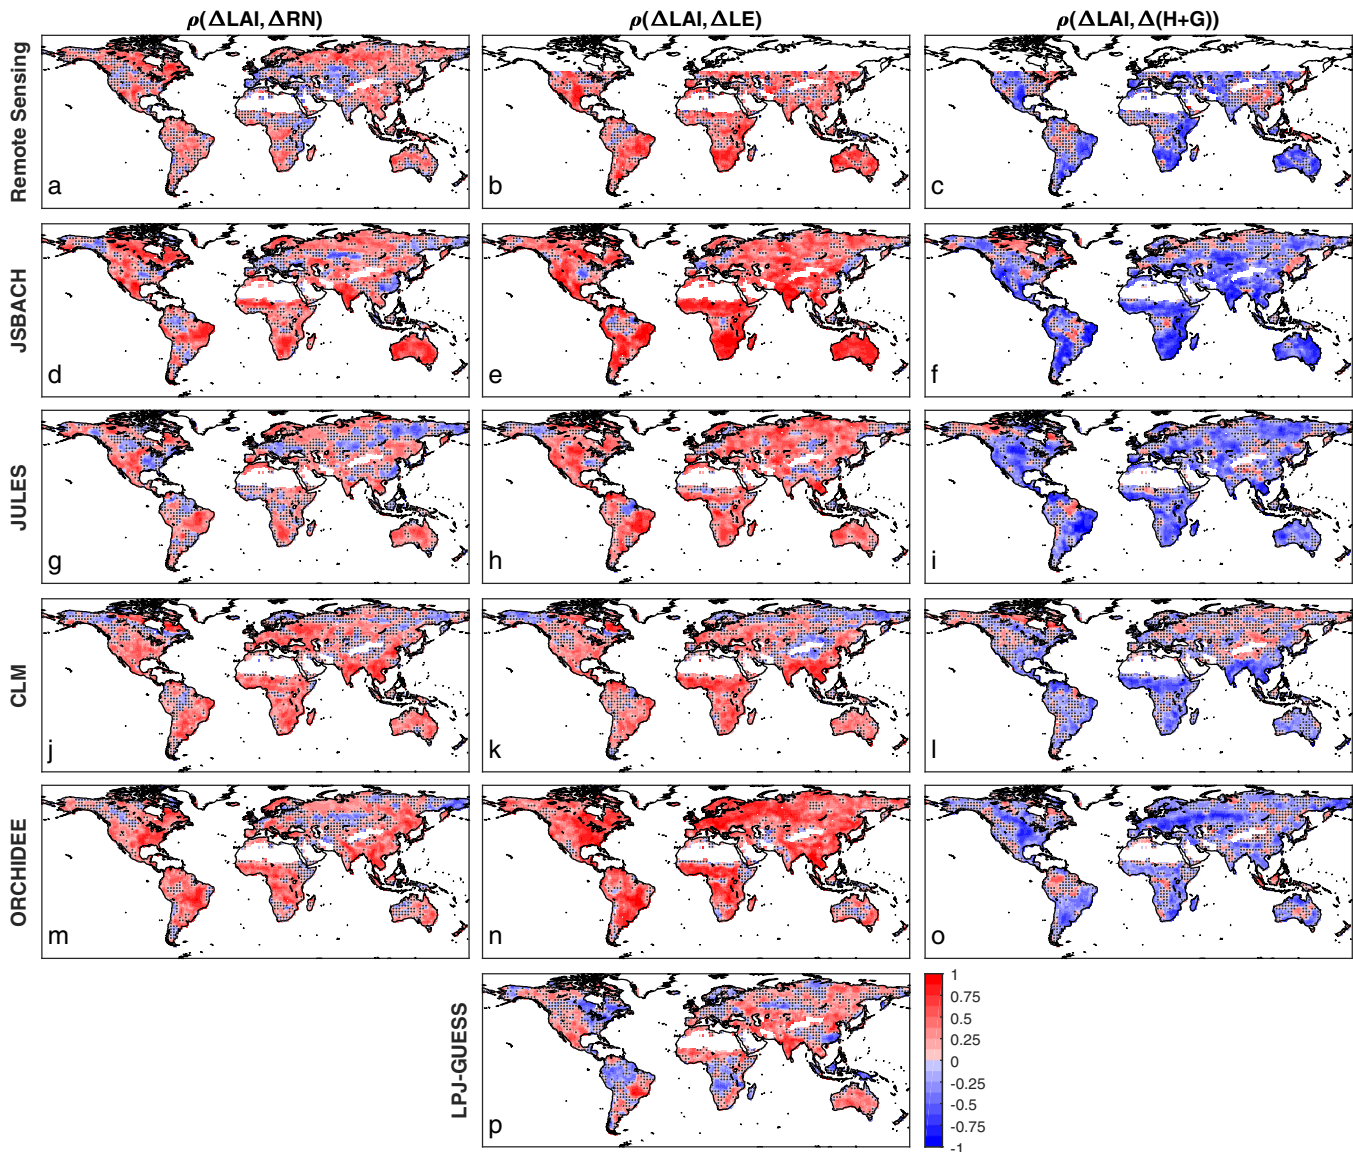 ρ(ΔLAI,ΔRN) ρ(ΔLAI,ΔLE) ρ(ΔLAI,Δ(H+G))
Remote Sensing
a b c
JSBACH
d e f
JULES
g h i
CLM
j k l
ORCHIDEE
m n o
LPJ-GUESS
p
1
0.75
0.5
0.25
0
-0.25
-0.5
-0.75
-1